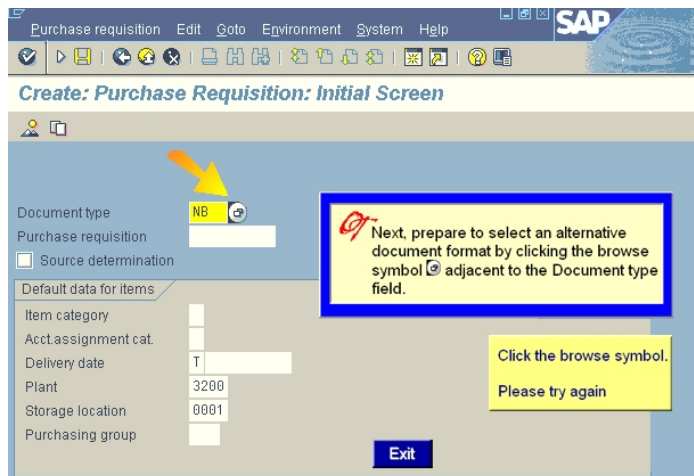 Purchase requisition Edit Goto Environment System Help
SAP
Create: Purchase Requisition: Initial Screen
Document type NB
Purchase requisition
Source determination
Default data for items
Item category
Acct.assignment cat.
Delivery date T
Plant 3200
Storage location 0001
Purchasing group
Next, prepare to select an alternative
document format by clicking the browse
symbol adjacent to the Document type
field.
Click the browse symbol.
Please try again
Exit